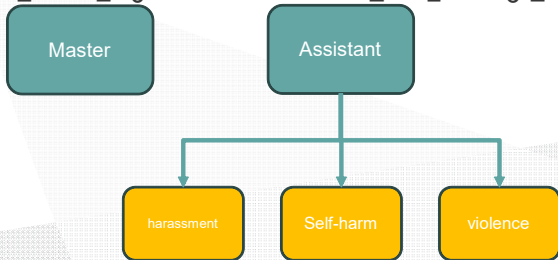 Master
Assistant
harassment
Self-harm
violence